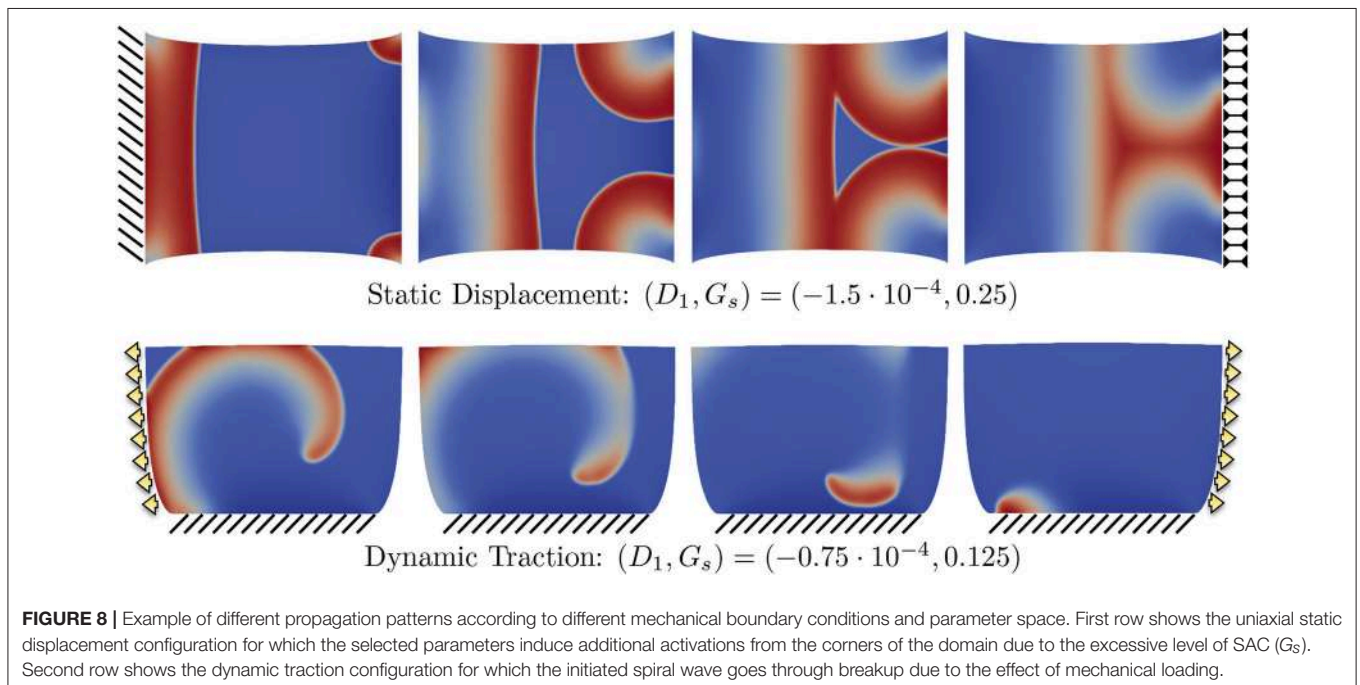 Static Displacement: (D₁, Gₛ) = (−1.5 · 10⁻⁴, 0.25)
Dynamic Traction: (D₁, Gₛ) = (−0.75 · 10⁻⁴, 0.125)
FIGURE 8 | Example of different propagation patterns according to different mechanical boundary conditions and parameter space. First row shows the uniaxial static
displacement configuration for which the selected parameters induce additional activations from the corners of the domain due to the excessive level of SAC (Gₛ).
Second row shows the dynamic traction configuration for which the initiated spiral wave goes through breakup due to the effect of mechanical loading.